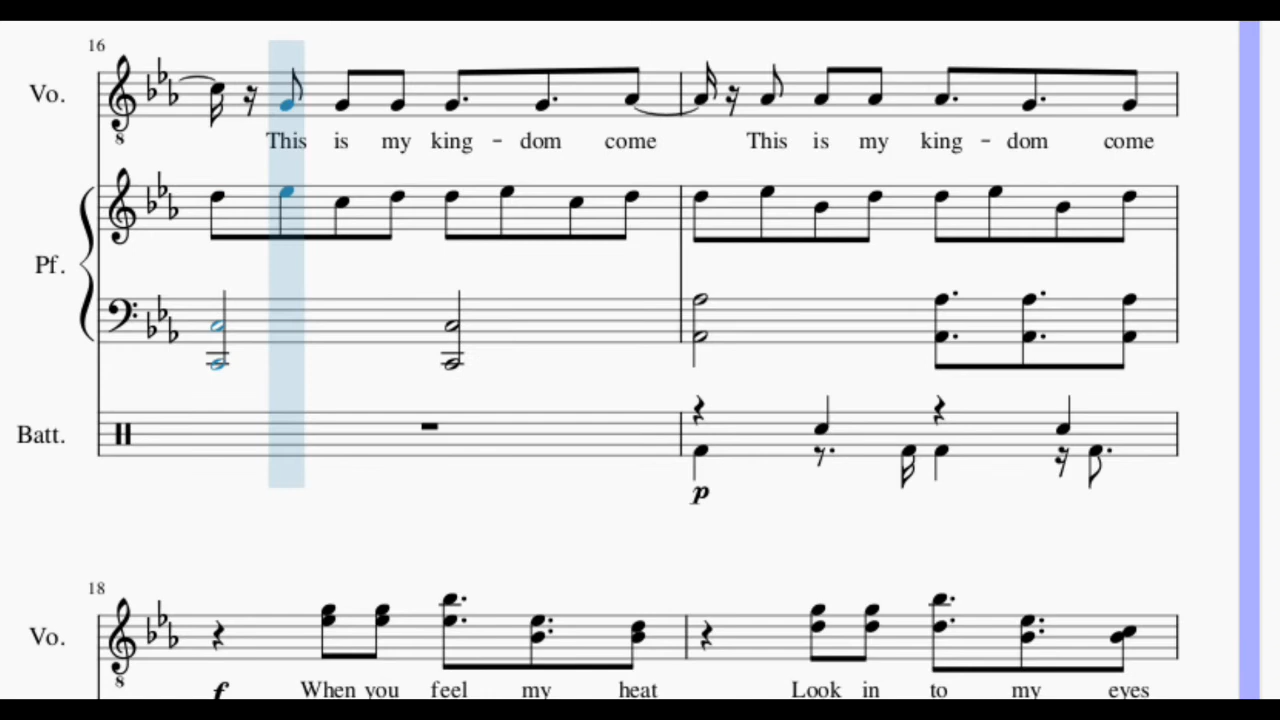 16
Vo.
8
This is my king - dom come This is my king - dom come
Pf.
Batt.
p
18
Vo.
8
f When you feel my heat Look in to my eyes